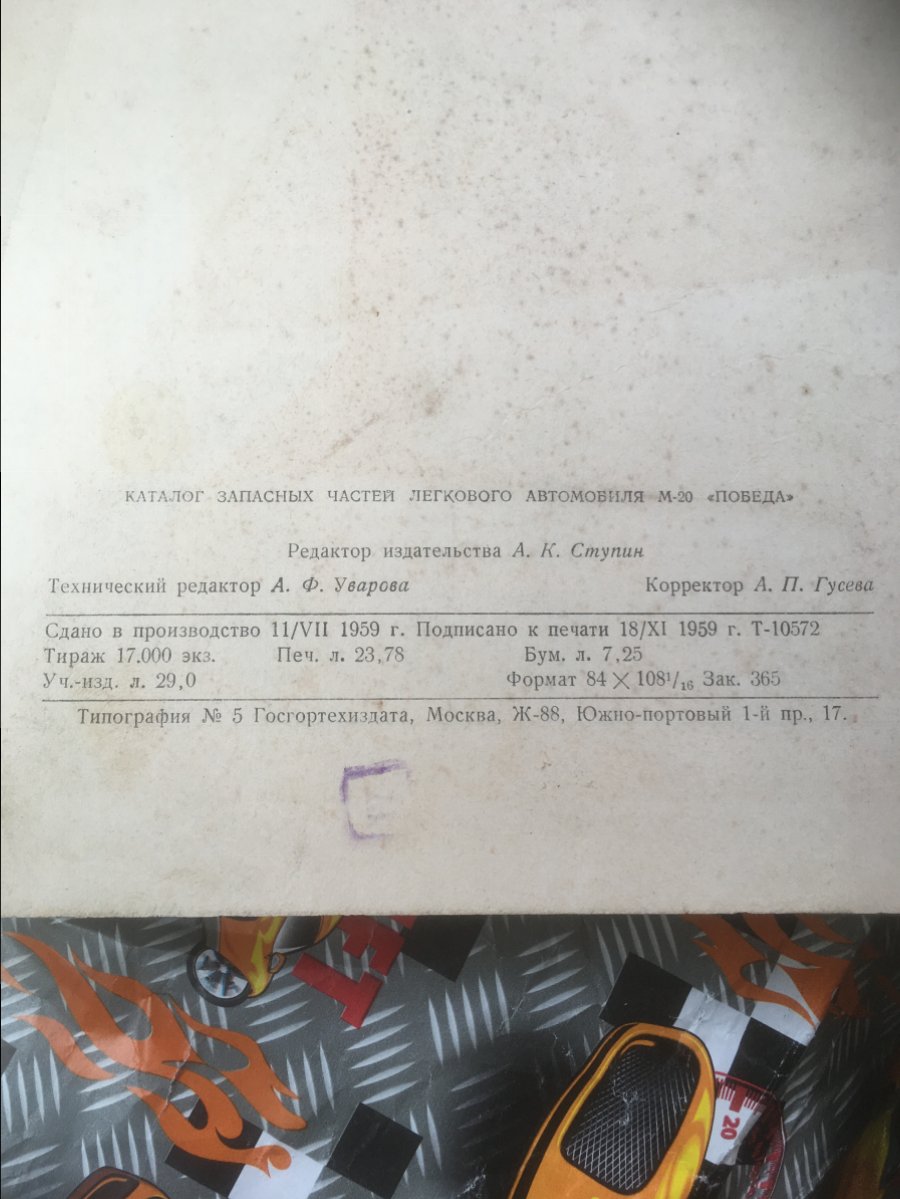 КАТАЛОГ ЗАПАСНЫХ ЧАСТЕЙ ЛЕГКОВОГО АВТОМОБИЛЯ М-20 «ПОБЕДА»
Редактор издательства А. К. Ступин
Технический редактор А. Ф. Уварова Корректор А. П. Гусева
Сдано в производство 11/VII 1959 г. Подписано к печати 18/XI 1959 г. Т-10572
Тираж 17.000 экз. Печ. л. 23,78 Бум. л. 7,25
Уч.-изд. л. 29,0 Формат 84 × 108¹/₁₆ Зак. 365
Типография № 5 Госгортехиздата, Москва, Ж-88, Южно-портовый 1-й пр., 17.
20